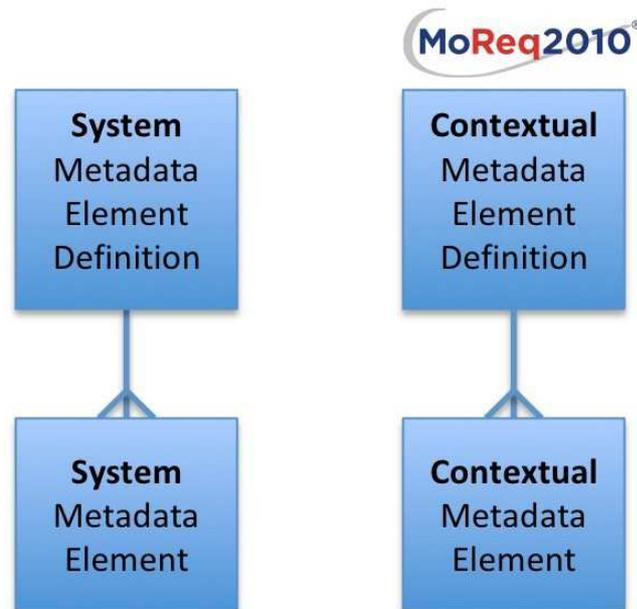 MoReq2010®
System
Metadata
Element
Definition
Contextual
Metadata
Element
Definition
System
Metadata
Element
Contextual
Metadata
Element